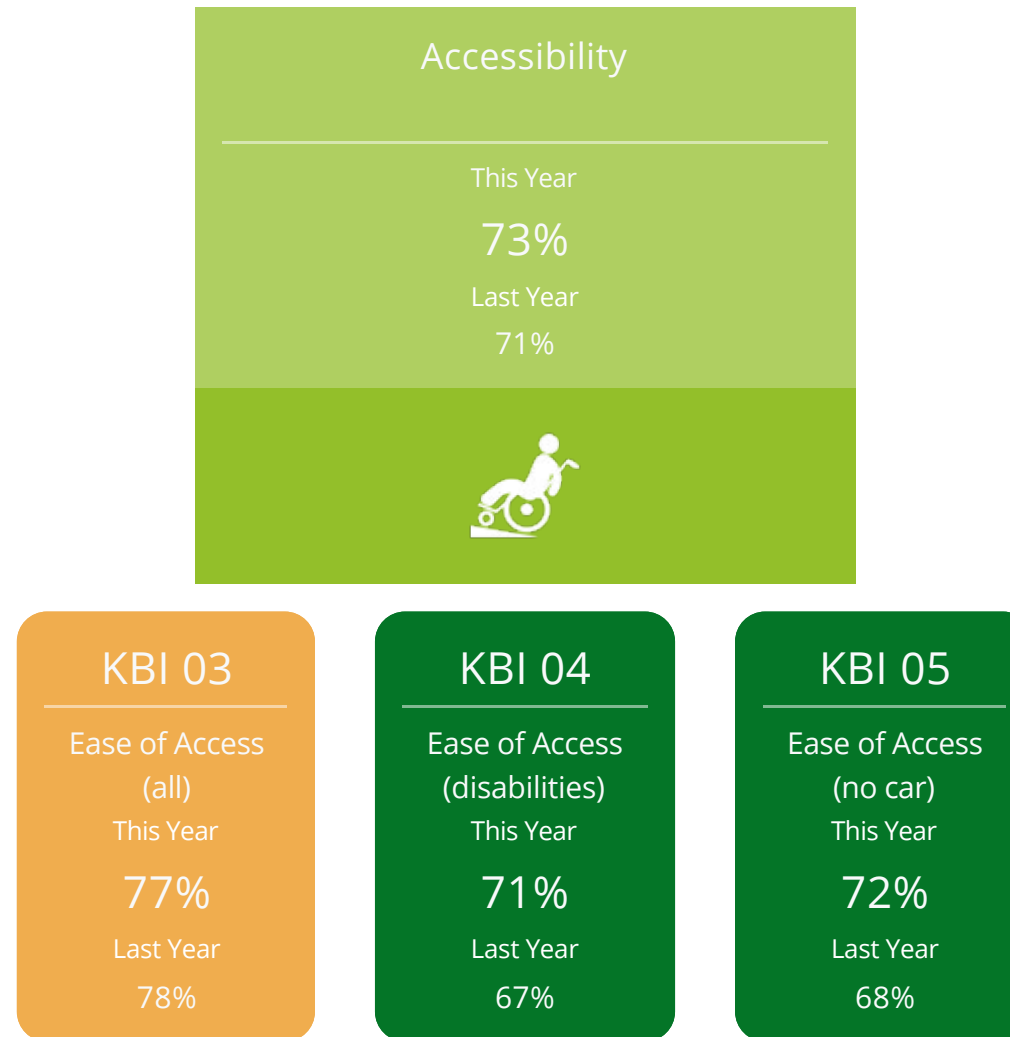 Accessibility
This Year
73%
Last Year
71%
KBI 03
Ease of Access
(all)
This Year
77%
Last Year
78%
KBI 04
Ease of Access
(disabilities)
This Year
71%
Last Year
67%
KBI 05
Ease of Access
(no car)
This Year
72%
Last Year
68%